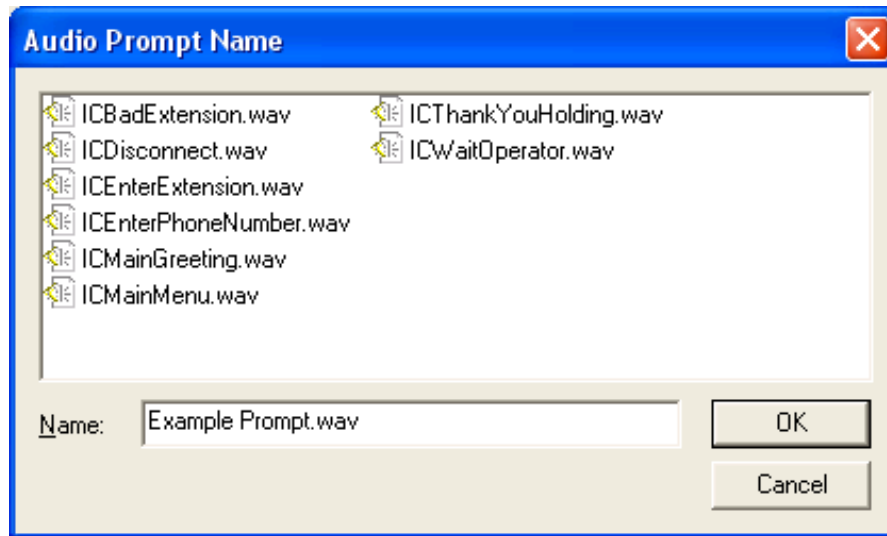 Audio Prompt Name
ICBadExtension.wav
ICDisconnect.wav
ICEnterExtension.wav
ICEnterPhoneNumber.wav
ICMainGreeting.wav
ICMainMenu.wav
ICThankYouHolding.wav
ICWaitOperator.wav
Name: Example Prompt.wav
OK
Cancel